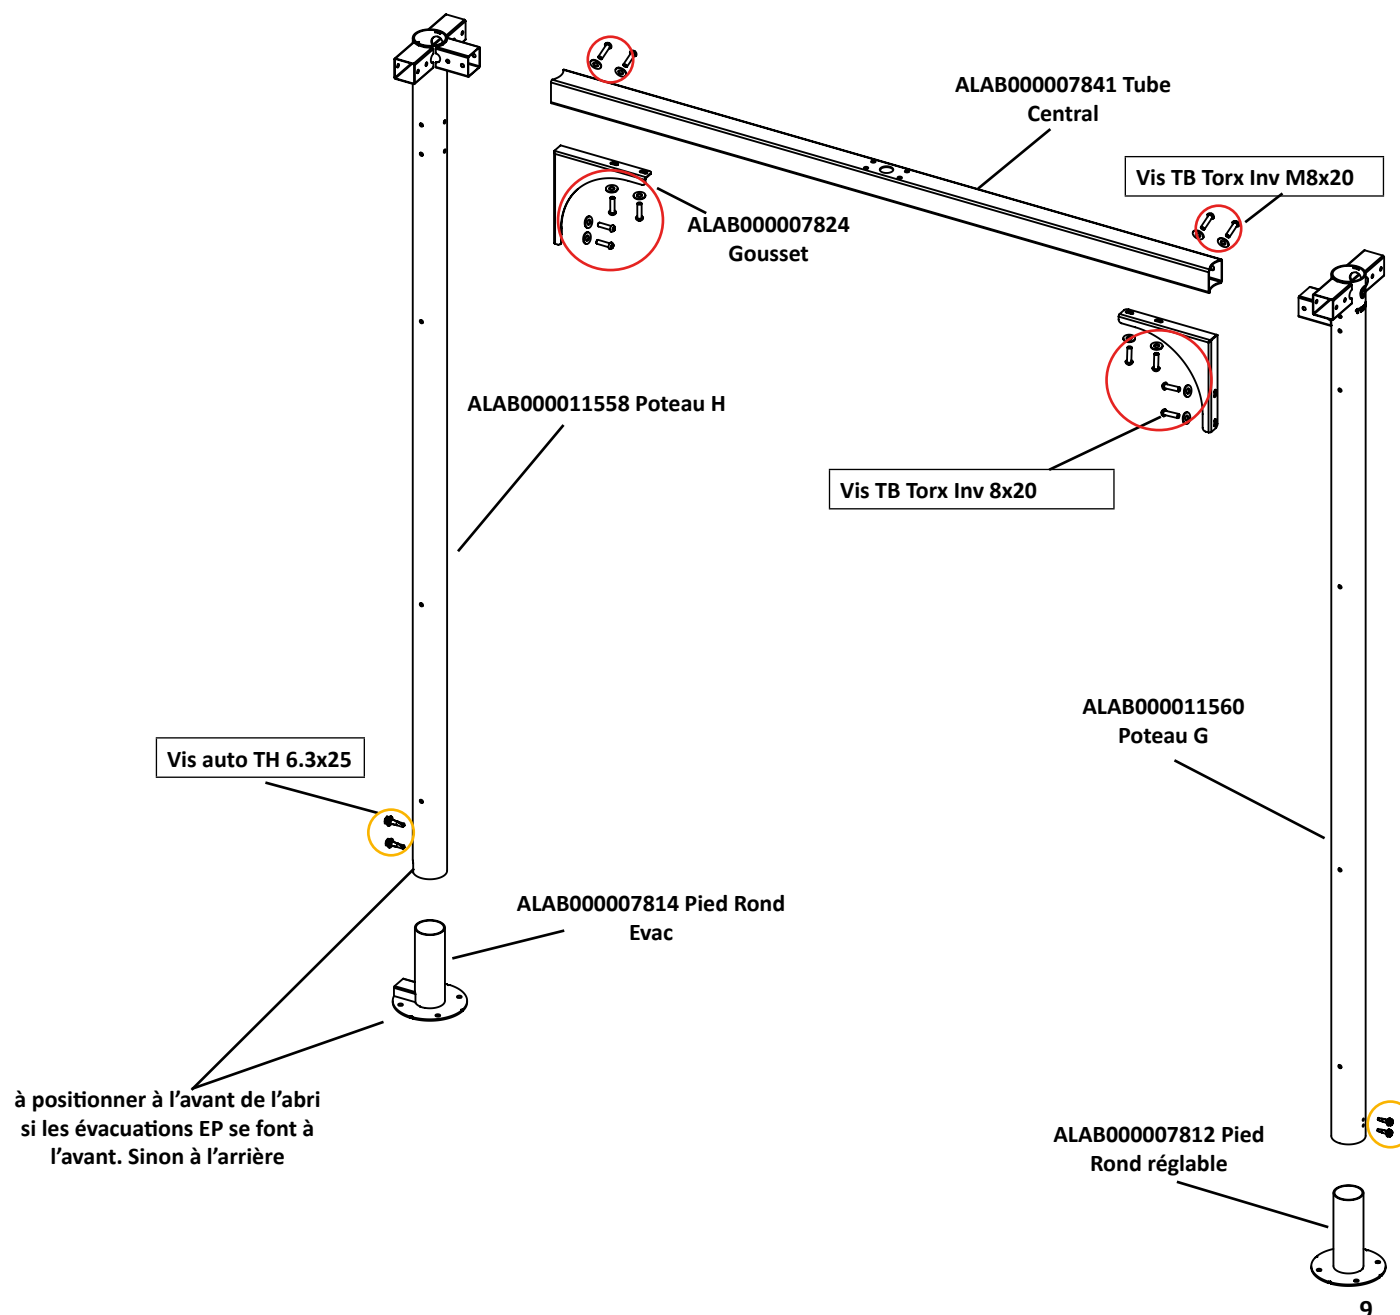 ALAB000007841 Tube
Central
Vis TB Torx Inv M8x20
ALAB000007824
Gousset
ALAB000011558 Poteau H
Vis TB Torx Inv 8x20
ALAB000011560
Poteau G
Vis auto TH 6.3x25
ALAB000007814 Pied Rond
Evac
à positionner à l’avant de l’abri
si les évacuations EP se font à
l’avant. Sinon à l’arrière
ALAB000007812 Pied
Rond réglable
9